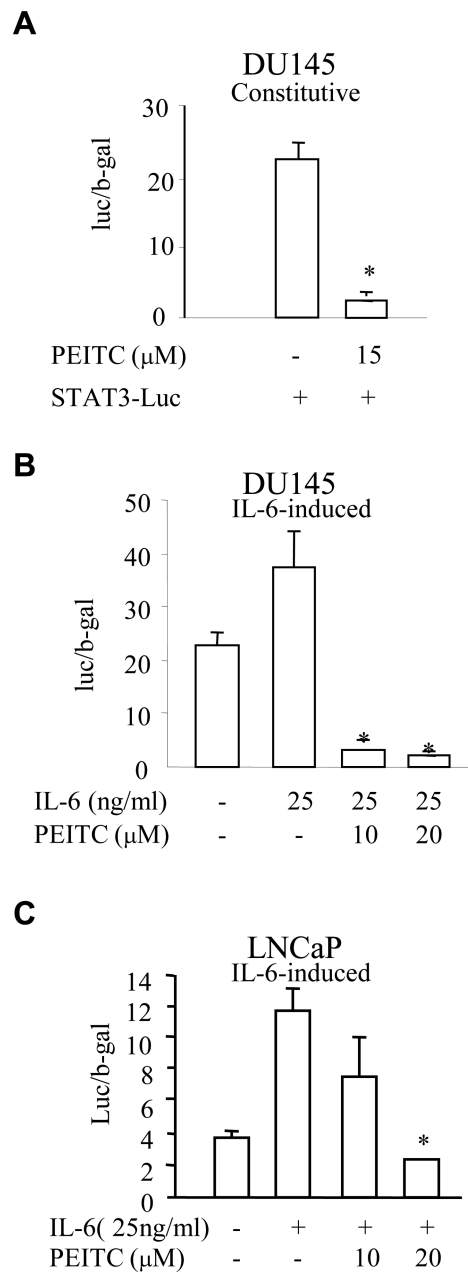 A
DU145
Constitutive
30
20
10
0
luc/b-gal
*
PEITC (μM) - 15
STAT3-Luc + +
B
DU145
IL-6-induced
50
40
30
20
10
0
luc/b-gal
* *
IL-6 (ng/ml) - 25 25 25
PEITC (μM) - - 10 20
C
LNCaP
IL-6-induced
14
12
10
8
6
4
2
0
Luc/b-gal
*
IL-6( 25ng/ml) - + + +
PEITC (μM) - - 10 20